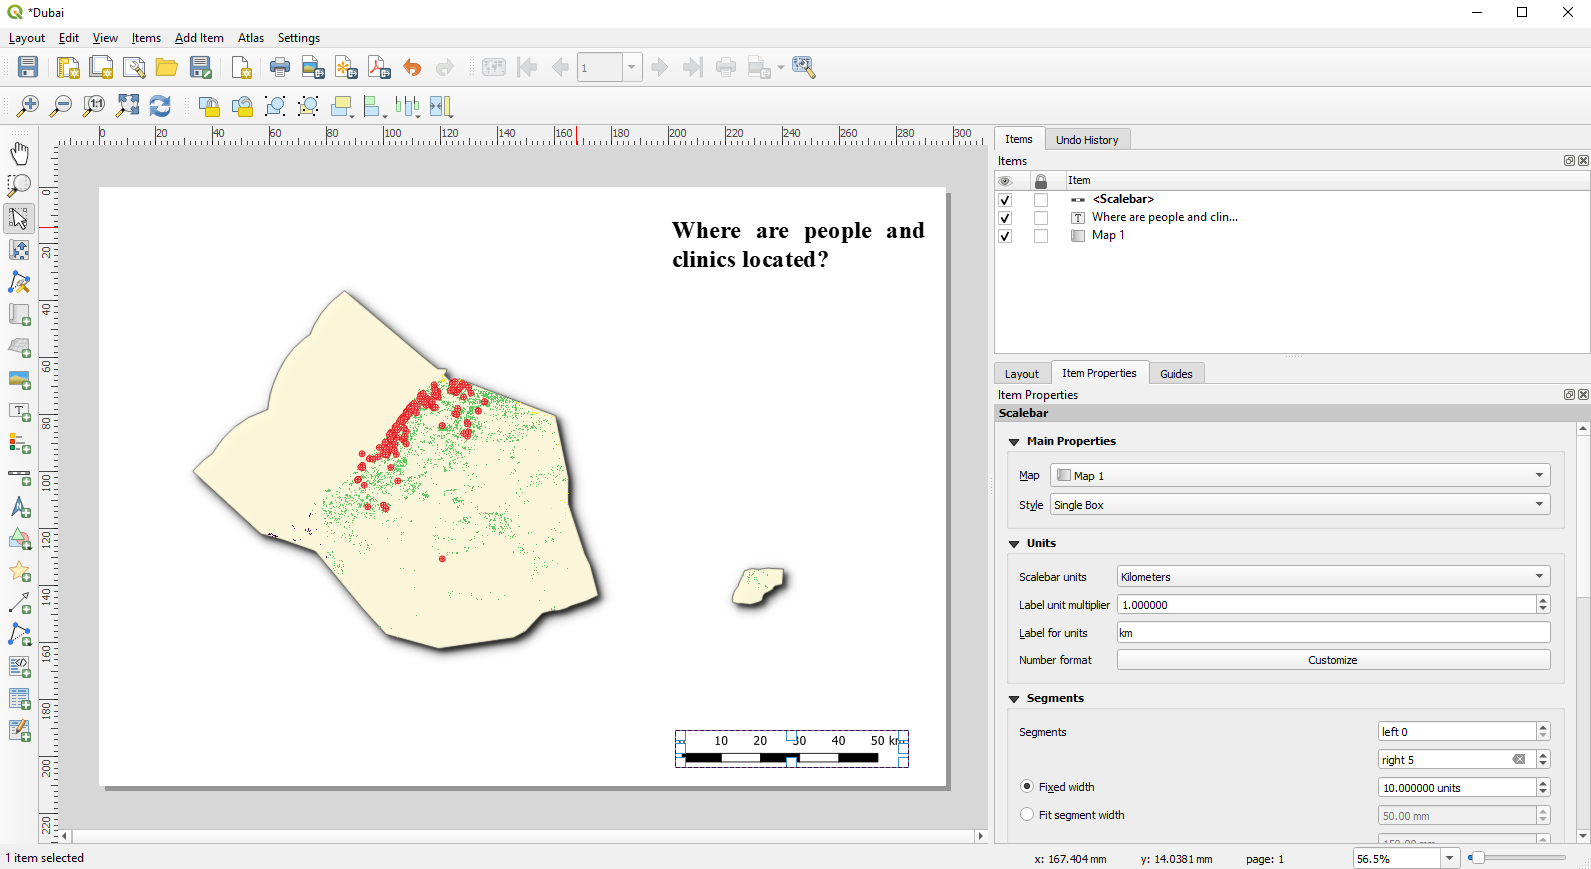 *Dubai
Layout Edit View Items Add Item Atlas Settings
1
1:1
0 20 40 60 80 100 120 140 160 180 200 220 240 260 280 300
0
20
40
60
80
100
120
140
160
180
200
220
Where are people and
clinics located?
10 20 30 40 50 km
Items Undo History
Items
Item
<Scalebar>
Where are people and clin...
Map 1
Layout Item Properties Guides
Item Properties
Scalebar
Main Properties
Map Map 1
Style Single Box
Units
Scalebar units Kilometers
Label unit multiplier 1.000000
Label for units km
Number format Customize
Segments
Segments left 0
right 5
Fixed width 10.000000 units
Fit segment width 50.00 mm
150.00 mm
1 item selected
x: 167.404 mm y: 14.0381 mm page: 1 56.5%